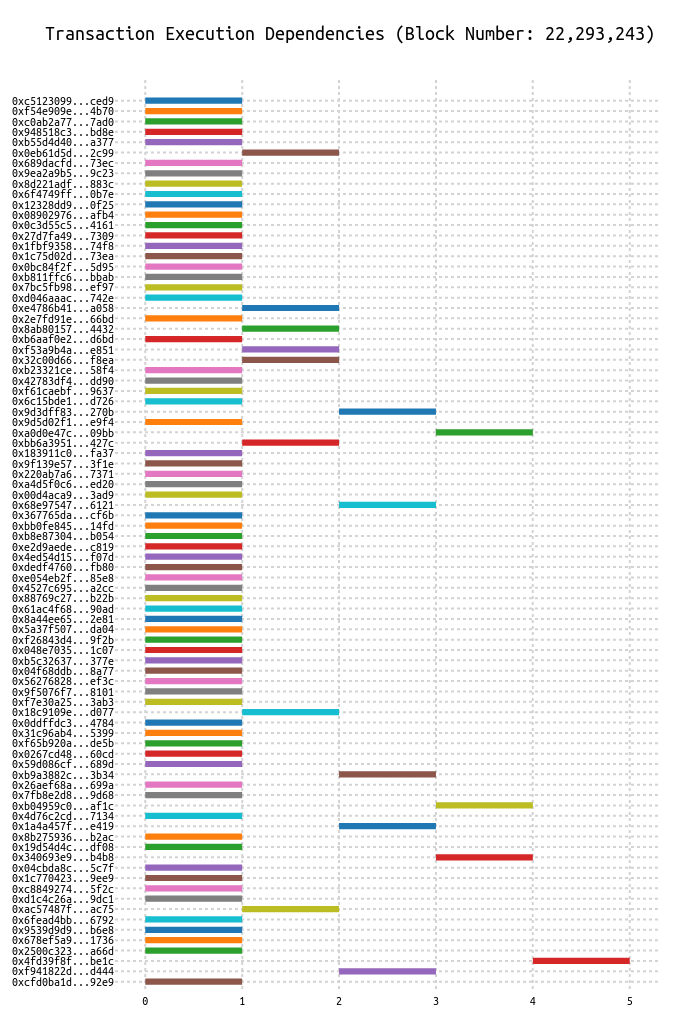 Transaction Execution Dependencies (Block Number: 22,293,243)
0xc5123099...ced9
0xf54e909e...4b70
0xc0ab2a77...7ad0
0x948518c3...bd8e
0xb55d4d40...a377
0x0eb61d5d...2c99
0x689dacfd...73ec
0x9ea2a9b5...9c23
0x8d221adf...883c
0x6f4749ff...0b7e
0x12328dd9...0f25
0x08902976...afb4
0x0c3d55c5...4161
0x27d7fa49...7309
0x1fbf9358...74f8
0x1c75d02d...73ea
0x0bc84f2f...5d95
0xb811ffc6...bbab
0x7bc5fb98...ef97
0xd046aaac...742e
0xe4786b41...a058
0x2e7fd91e...66bd
0x8ab80157...4432
0xb6aaf0e2...d6bd
0xf53a9b4a...e851
0x32c00d66...f8ea
0xb23321ce...58f4
0x42783df4...dd90
0xf61caebf...9637
0x6c15bde1...d726
0x9d3dff83...270b
0x9d5d02f1...e9f4
0xa0d0e47c...09bb
0xbb6a3951...427c
0x183911c0...fa37
0x9f139e57...3f1e
0x220ab7a6...7371
0xa4d5f0c6...ed20
0x00d4aca9...3ad9
0x68e97547...6121
0x367765da...cf6b
0xbb0fe845...14fd
0xb8e87304...b054
0xe2d9aede...c819
0x4ed54d15...f07d
0xdedf4760...fb80
0xe054eb2f...85e8
0x4527c695...a2cc
0x88769c27...b22b
0x61ac4f68...90ad
0x8a44ee65...2e81
0x5a37f507...da04
0xf26843d4...9f2b
0x048e7035...1c07
0xb5c32637...377e
0x04f68ddb...8a77
0x56276828...ef3c
0x9f5076f7...8101
0xf7e30a25...3ab3
0x18c9109e...d077
0x0ddffdc3...4784
0x31c96ab4...5399
0xf65b920a...de5b
0x0267cd48...60cd
0x59d086cf...689d
0xb9a3882c...3b34
0x26aef68a...699a
0x7fb8e2d8...9d68
0xb04959c0...af1c
0x4d76c2cd...7134
0x1a4a457f...e419
0x8b275936...b2ac
0x19d54d4c...df08
0x340693e9...b4b8
0x04cbda8c...5c7f
0x1c770423...9ee9
0xc8849274...5f2c
0xd1c4c26a...9dc1
0xac57487f...ac75
0x6fead4bb...6792
0x9539d9d9...b6e8
0x678ef5a9...1736
0x2500c323...a66d
0x4fd39f8f...be1c
0xf941822d...d444
0xcfd0ba1d...92e9
0 1 2 3 4 5